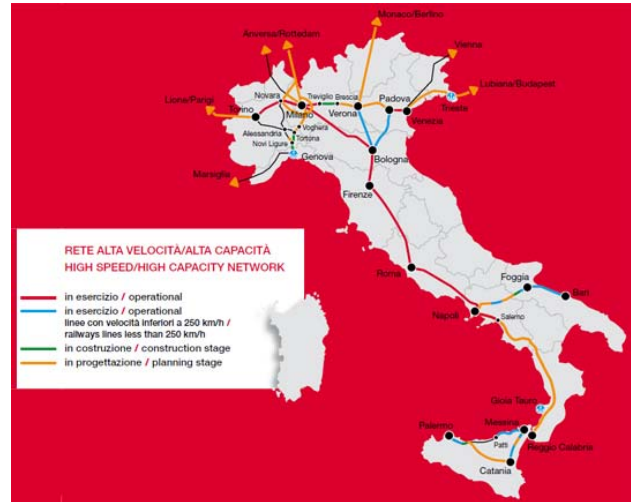 Monaco/Berlino
Anversa/Rotterdam
Vienna
Lubiana/Budapest
Lione/Parigi
Novara
Treviglio
Brescia
Padova
Torino
Milano
Verona
Venezia
Trieste
Alessandria
Voghera
Tortona
Novi Ligure
Genova
Bologna
Marsiglia
Firenze
RETE ALTA VELOCITÀ/ALTA CAPACITÀ
HIGH SPEED/HIGH CAPACITY NETWORK
in esercizio / operational
in esercizio / operational
linee con velocità inferiori a 250 km/h /
railways lines less than 250 km/h
in costruzione / construction stage
in progettazione / planning stage
Roma
Foggia
Bari
Napoli
Salerno
Gioia Tauro
Messina
Palermo
Patti
Reggio Calabria
Catania